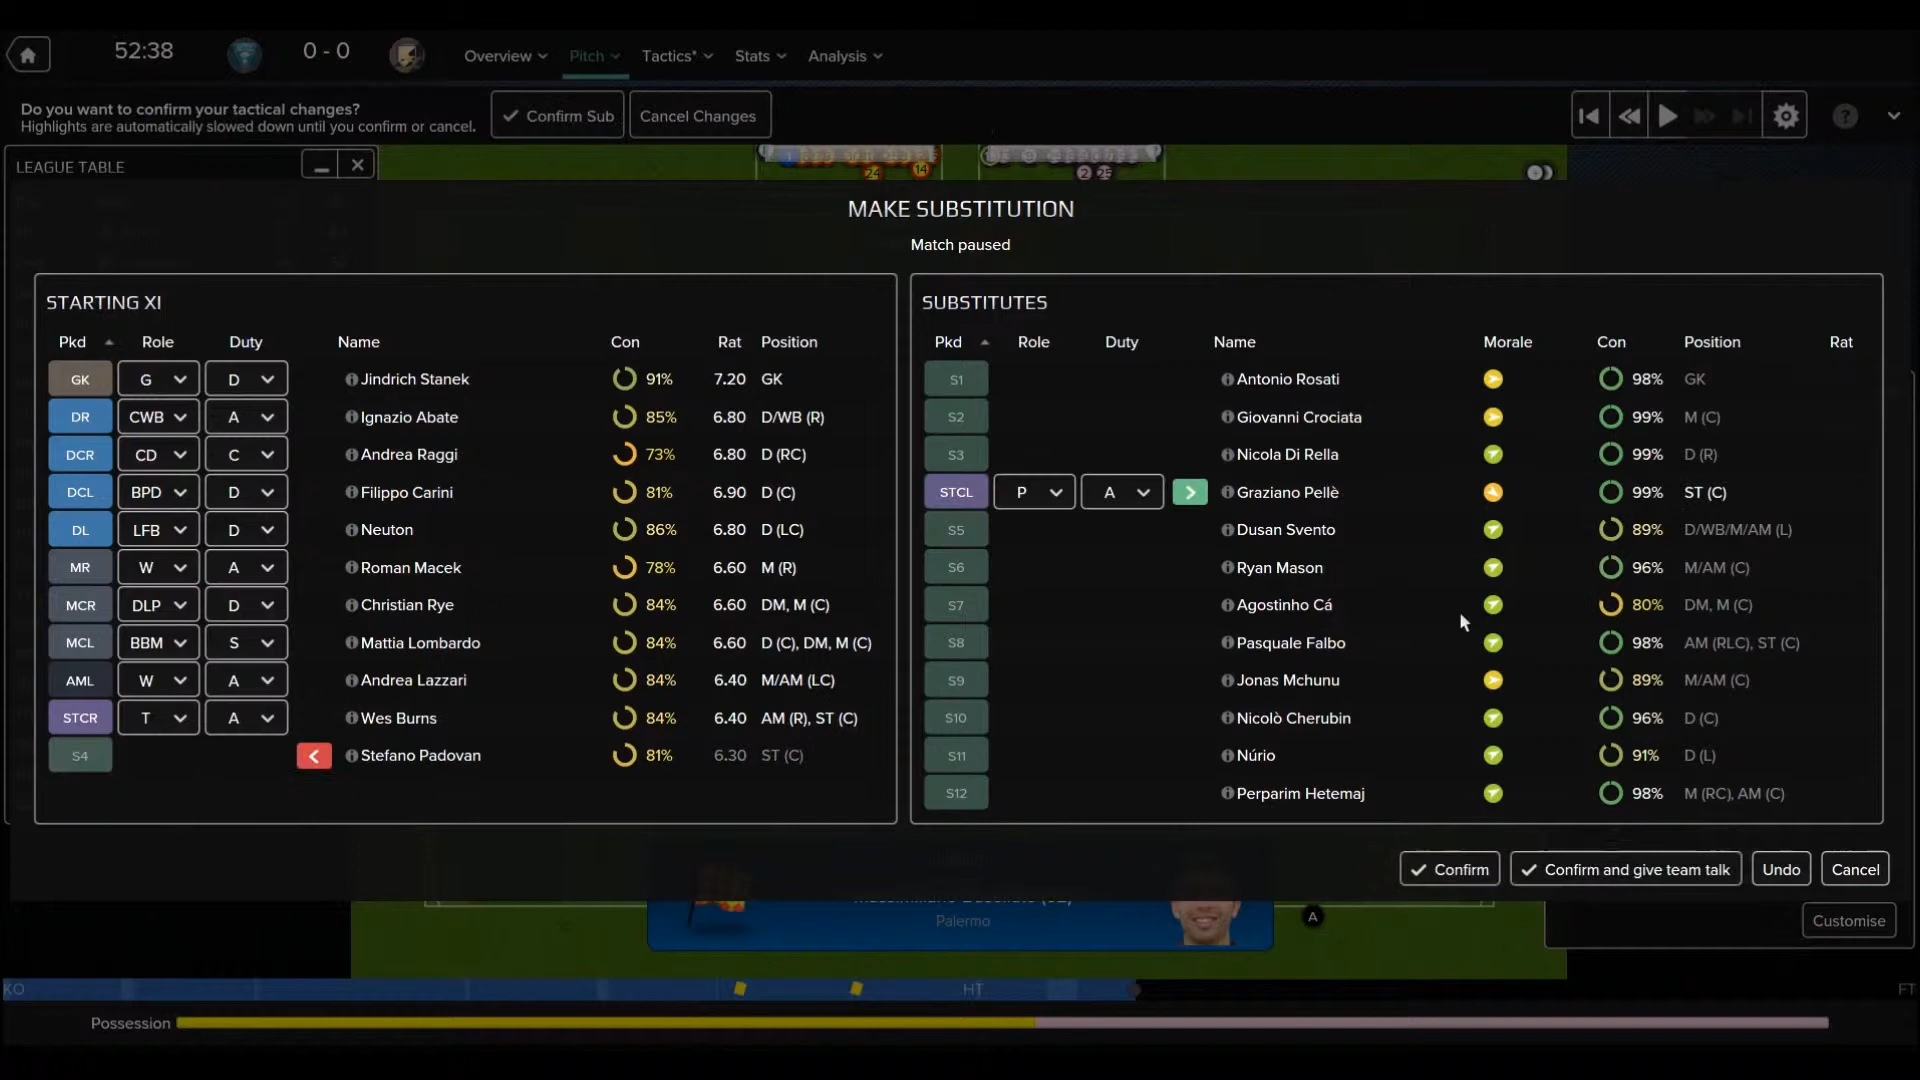 52:38
0 - 0
Overview
Pitch
Tactics*
Stats
Analysis
Do you want to confirm your tactical changes?
Highlights are automatically slowed down until you confirm or cancel.
Confirm Sub
Cancel Changes
?
LEAGUE TABLE
24 14
2 25
MAKE SUBSTITUTION
Match paused
STARTING XI
Pkd Role Duty Name Con Rat Position
GK G D Jindrich Stanek 91% 7.20 GK
DR CWB A Ignazio Abate 85% 6.80 D/WB (R)
DCR CD C Andrea Raggi 73% 6.80 D (RC)
DCL BPD D Filippo Carini 81% 6.90 D (C)
DL LFB D Neuton 86% 6.80 D (LC)
MR W A Roman Macek 78% 6.60 M (R)
MCR DLP D Christian Rye 84% 6.60 DM, M (C)
MCL BBM S Mattia Lombardo 84% 6.60 D (C), DM, M (C)
AML W A Andrea Lazzari 84% 6.40 M/AM (LC)
STCR T A Wes Burns 84% 6.40 AM (R), ST (C)
S4 Stefano Padovan 81% 6.30 ST (C)
SUBSTITUTES
Pkd Role Duty Name Morale Con Position Rat
S1 Antonio Rosati 98% GK
S2 Giovanni Crociata 99% M (C)
S3 Nicola Di Rella 99% D (R)
STCL P A Graziano Pellè 99% ST (C)
S5 Dusan Svento 89% D/WB/M/AM (L)
S6 Ryan Mason 96% M/AM (C)
S7 Agostinho Cá 80% DM, M (C)
S8 Pasquale Falbo 98% AM (RLC), ST (C)
S9 Jonas Mchunu 89% M/AM (C)
S10 Nicolò Cherubin 96% D (C)
S11 Núrio 91% D (L)
S12 Perparim Hetemaj 98% M (RC), AM (C)
Confirm
Confirm and give team talk
Undo
Cancel
Palermo
A
Customise
KO
HT
FT
Possession